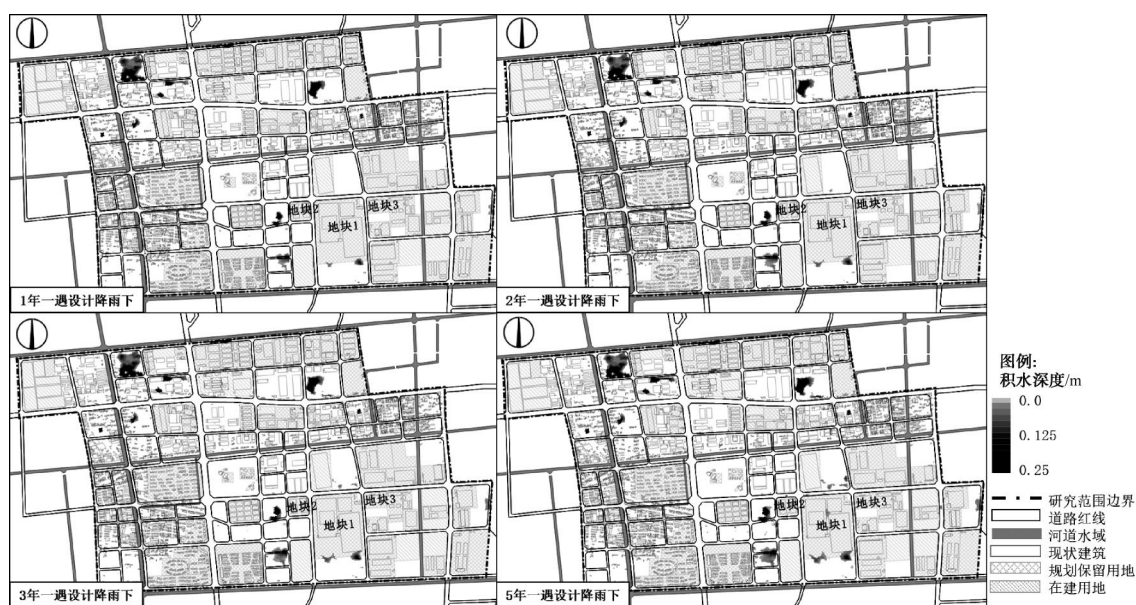 地块2
地块3
地块1
1年一遇设计降雨下
地块2
地块3
地块1
2年一遇设计降雨下
地块2
地块3
地块1
3年一遇设计降雨下
地块2
地块3
地块1
5年一遇设计降雨下
图例:
积水深度/m
0.0
0.125
0.25
研究范围边界
道路红线
河道水域
现状建筑
规划保留用地
在建用地